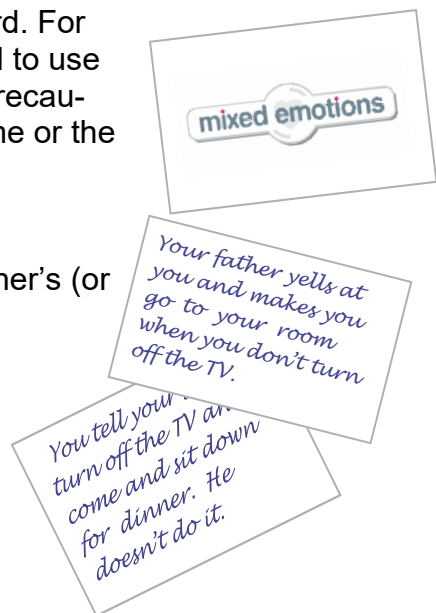 rd. For
l to use
recau-
ne or the
ner's (or
mixed emotions
Your father yells at
you and makes you
go to your room
when you don't turn
off the TV.
You tell your
turn off the TV an
come and sit down
for dinner. He
doesn't do it.